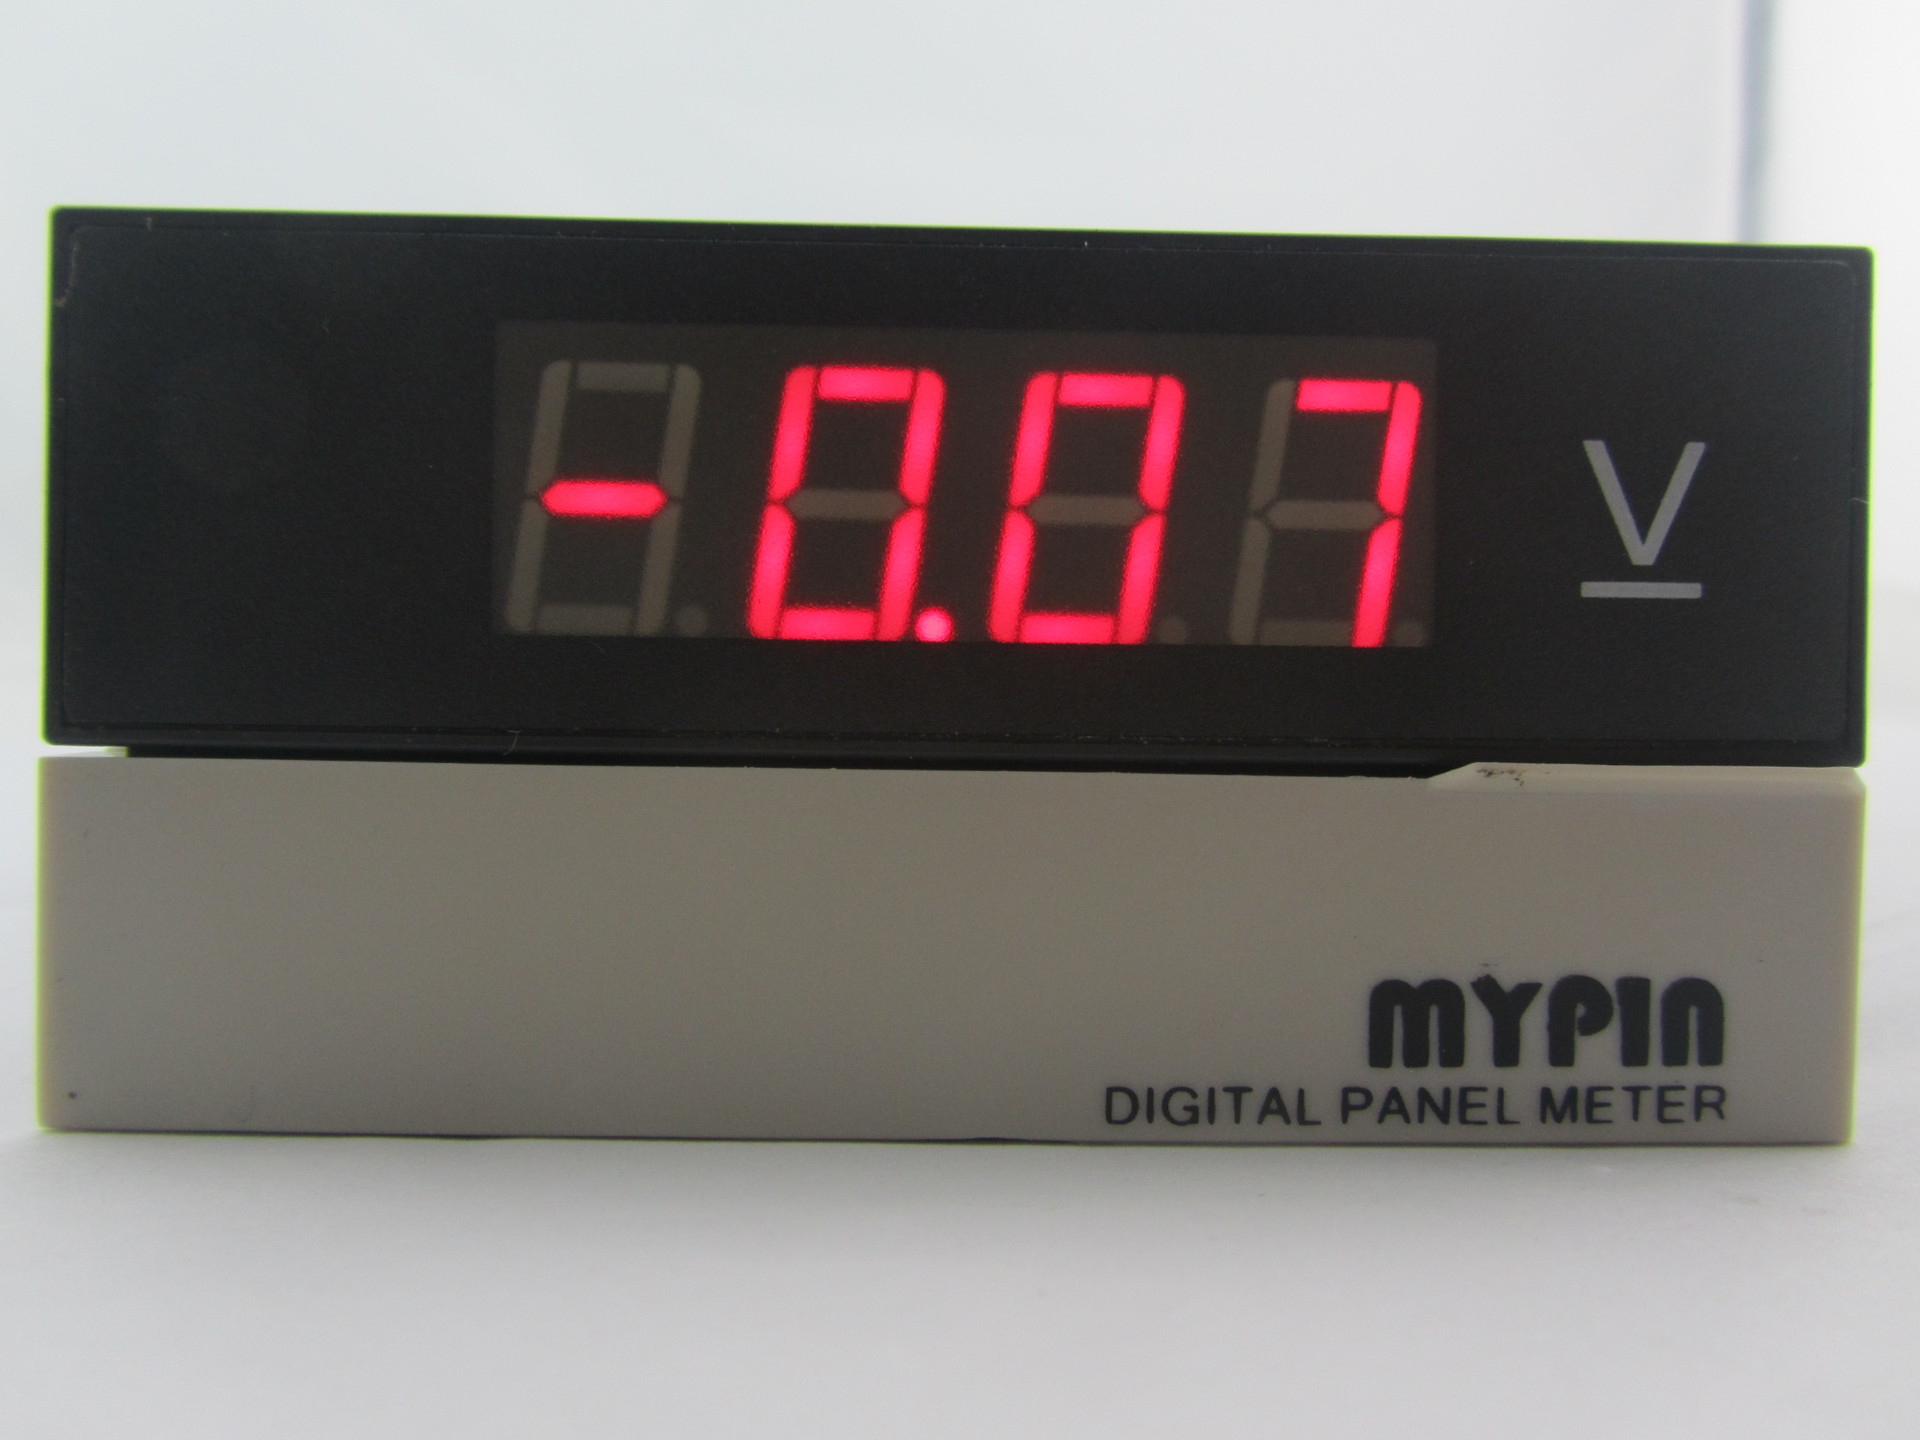 -0.07 V
MYPIN
DIGITAL PANEL METER